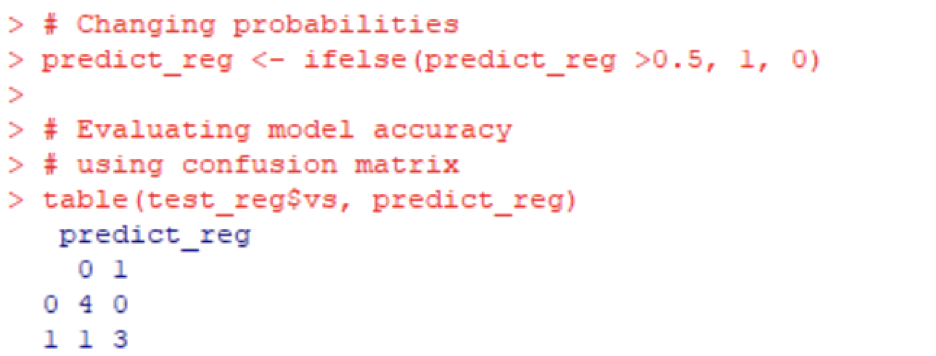 > # Changing probabilities
> predict_reg <- ifelse(predict_reg >0.5, 1, 0)
>
> # Evaluating model accuracy
> # using confusion matrix
> table(test_reg$vs, predict_reg)
   predict_reg
    0 1
  0 4 0
  1 1 3